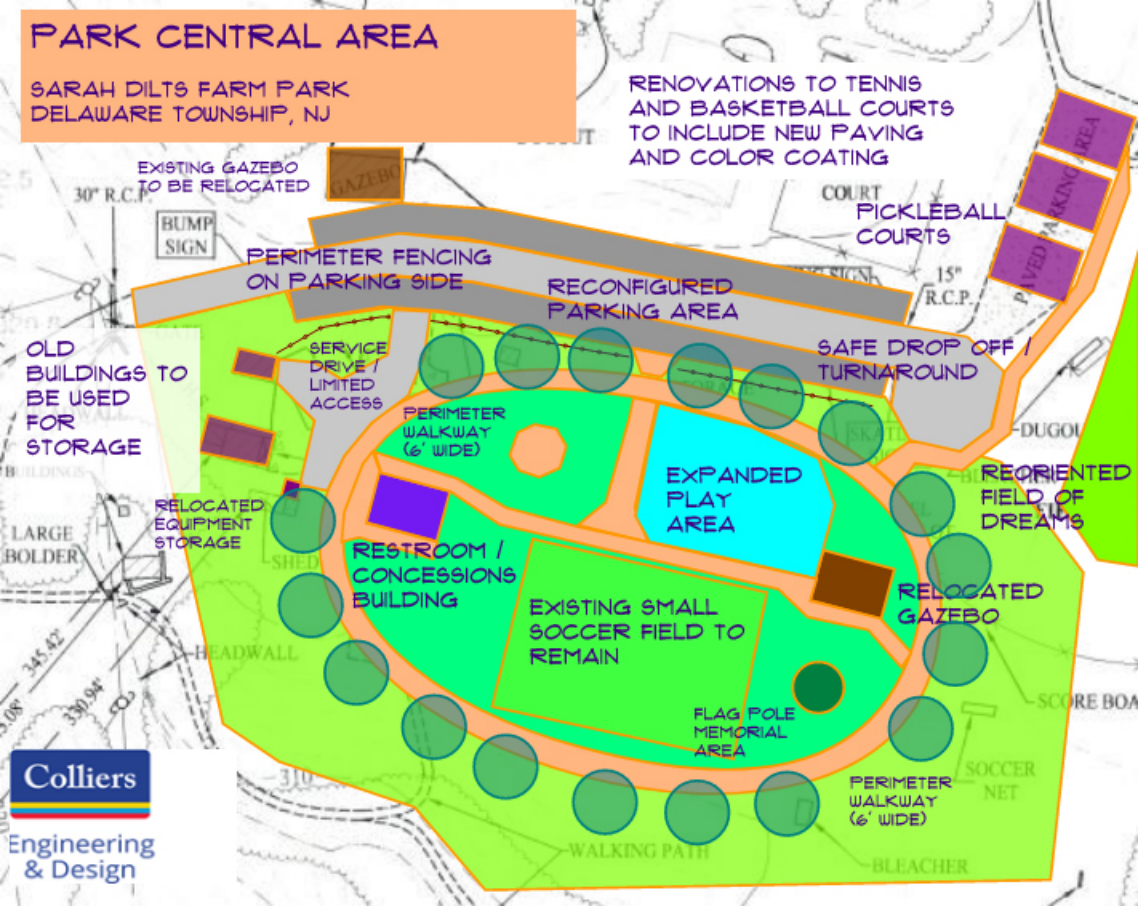 PARK CENTRAL AREA
SARAH DILTS FARM PARK
DELAWARE TOWNSHIP, NJ
RENOVATIONS TO TENNIS
AND BASKETBALL COURTS
TO INCLUDE NEW PAVING
AND COLOR COATING
EXISTING GAZEBO
TO BE RELOCATED
GAZEBO
30" R.C.P.
BUMP
SIGN
COURT
PICKLEBALL
COURTS
PAVED PARKING AREA
15"
R.C.P.
PERIMETER FENCING
ON PARKING SIDE
RECONFIGURED
PARKING AREA
SAFE DROP OFF /
TURNAROUND
OLD
BUILDINGS TO
BE USED
FOR
STORAGE
SERVICE
DRIVE /
LIMITED
ACCESS
PERIMETER
WALKWAY
(6' WIDE)
BUILDINGS
EXPANDED
PLAY
AREA
REORIENTED
FIELD OF
DREAMS
RELOCATED
EQUIPMENT
STORAGE
LARGE
BOLDER
SHED
RESTROOM /
CONCESSIONS
BUILDING
EXISTING SMALL
SOCCER FIELD TO
REMAIN
RELOCATED
GAZEBO
HEADWALL
345.42'
330.94'
FLAG POLE
MEMORIAL
AREA
PERIMETER
WALKWAY
(6' WIDE)
SOCCER
NET
310
WALKING PATH
BLEACHER
Colliers
Engineering
& Design